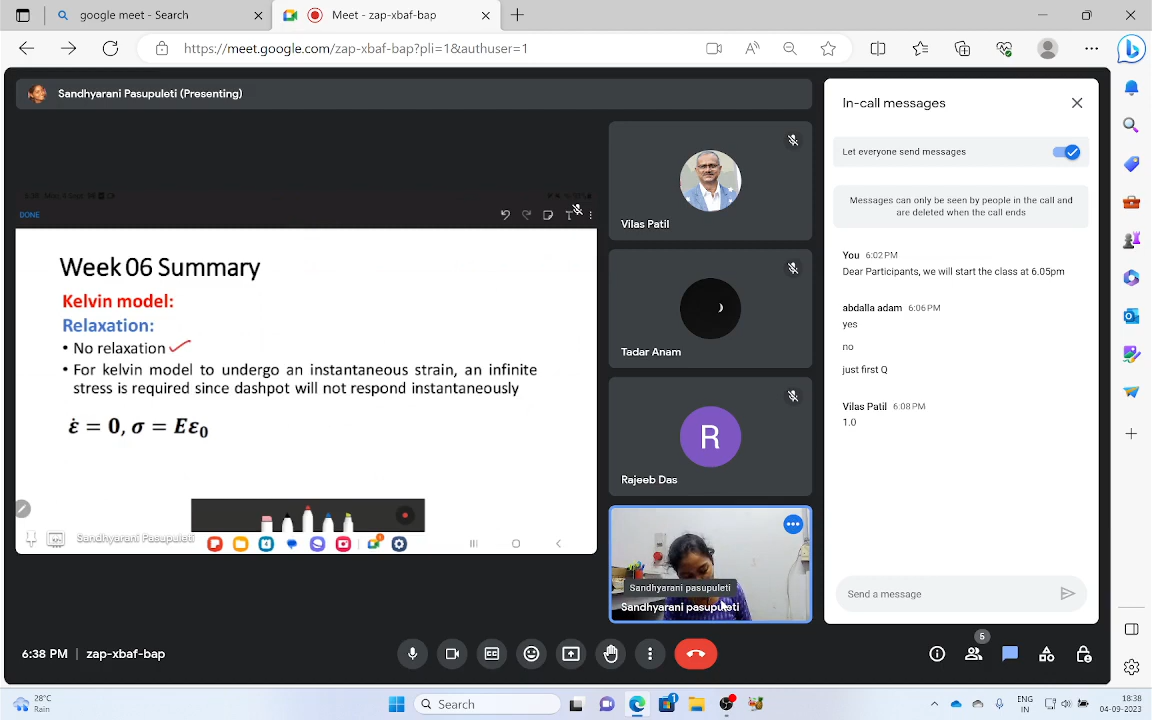 google meet - Search
Meet - zap-xbaf-bap
https://meet.google.com/zap-xbaf-bap?pli=1&authuser=1
Sandhyarani Pasupuleti (Presenting)
DONE
Week 06 Summary
Kelvin model:
Relaxation:
• No relaxation
• For kelvin model to undergo an instantaneous strain, an infinite
stress is required since dashpot will not respond instantaneously
ε̇ = 0, σ = Eε₀
Sandhyarani Pasupuleti
Vilas Patil
Tadar Anam
R
Rajeeb Das
Sandhyarani pasupuleti
Sandhyarani pasupuleti
In-call messages
Let everyone send messages
Messages can only be seen by people in the call and
are deleted when the call ends
You 6:02 PM
Dear Participants, we will start the class at 6.05pm
abdalla adam 6:06 PM
yes
no
just first Q
Vilas Patil 6:08 PM
1.0
Send a message
6:38 PM | zap-xbaf-bap
5
28°C
Rain
Search
1
ENG
IN
18:38
04-09-2023